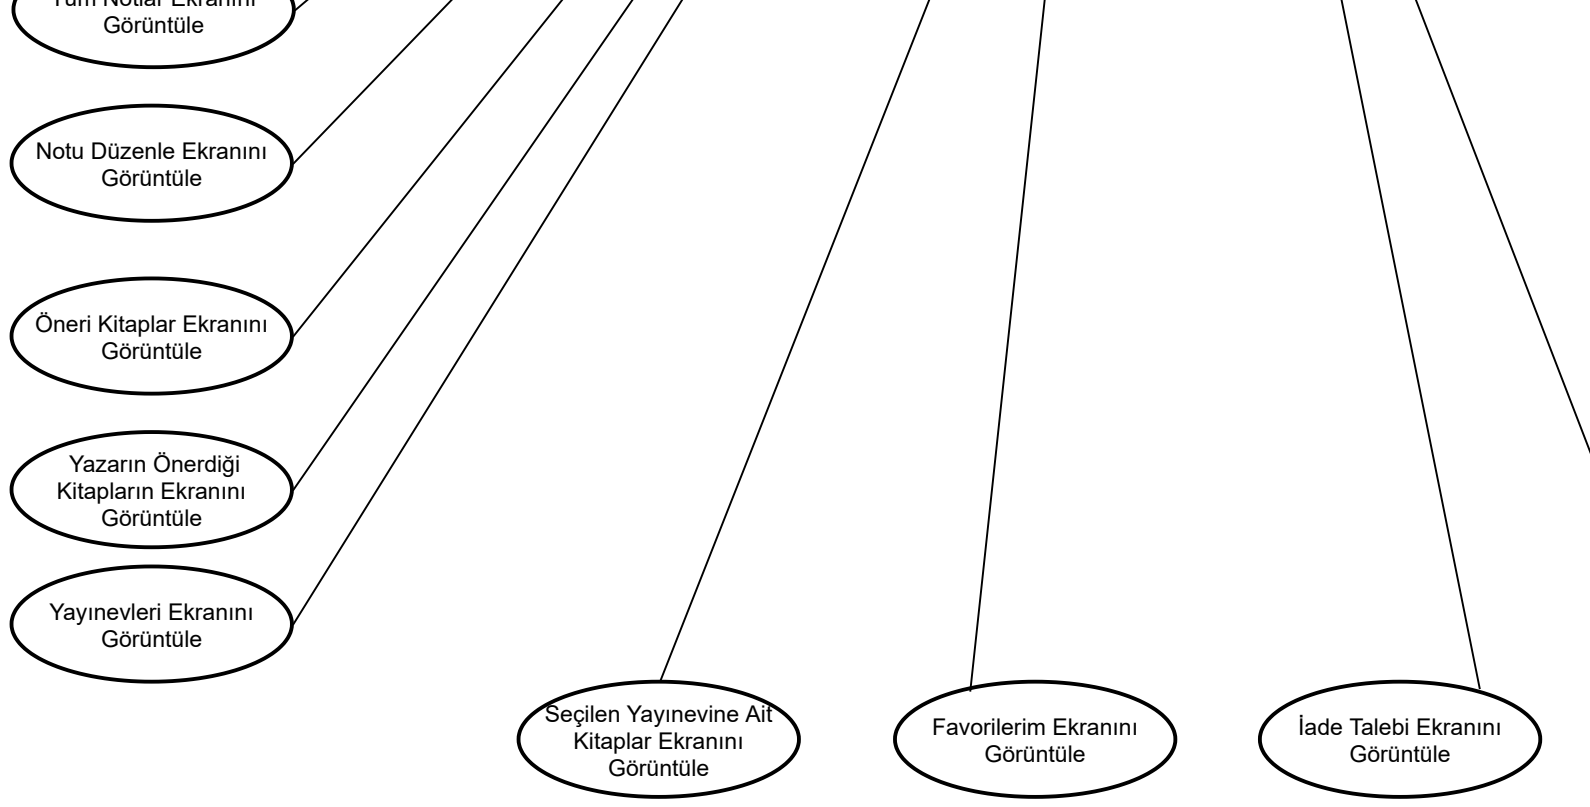 Tüm Notlar Ekranını
Görüntüle
Notu Düzenle Ekranını
Görüntüle
Öneri Kitaplar Ekranını
Görüntüle
Yazarın Önerdiği
Kitapların Ekranını
Görüntüle
Yayınevleri Ekranını
Görüntüle
Seçilen Yayınevine Ait
Kitaplar Ekranını
Görüntüle
Favorilerim Ekranını
Görüntüle
İade Talebi Ekranını
Görüntüle